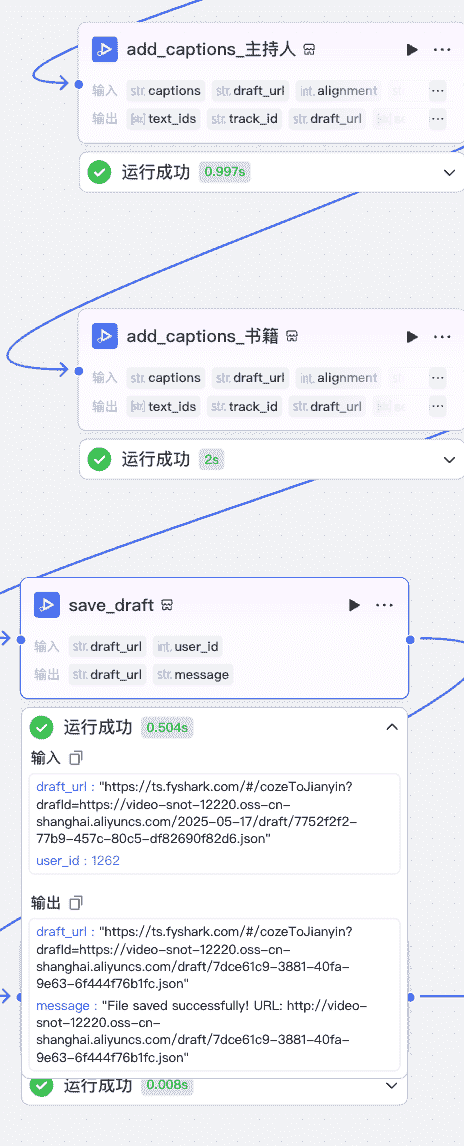 add_captions_主持人
输入 str. captions str. draft_url int. alignment
输出 [str] text_ids str. track_id str. draft_url
运行成功 0.997s
add_captions_书籍
输入 str. captions str. draft_url int. alignment
输出 [str] text_ids str. track_id str. draft_url
运行成功 2s
save_draft
输入 str. draft_url int. user_id
输出 str. draft_url str. message
运行成功 0.504s
输入
draft_url : "https://ts.fyshark.com/#/cozeToJianyin?
drafId=https://video-snot-12220.oss-cn-
shanghai.aliyuncs.com/2025-05-17/draft/7752f2f2-
77b9-457c-80c5-df82690f82d6.json"
user_id : 1262
输出
draft_url : "https://ts.fyshark.com/#/cozeToJianyin?
drafId=https://video-snot-12220.oss-cn-
shanghai.aliyuncs.com/draft/7dce61c9-3881-40fa-
9e63-6f444f76b1fc.json"
message : "File saved successfully! URL: http://video-
snot-12220.oss-cn-
shanghai.aliyuncs.com/draft/7dce61c9-3881-40fa-
9e63-6f444f76b1fc.json"
运行成功 0.008s